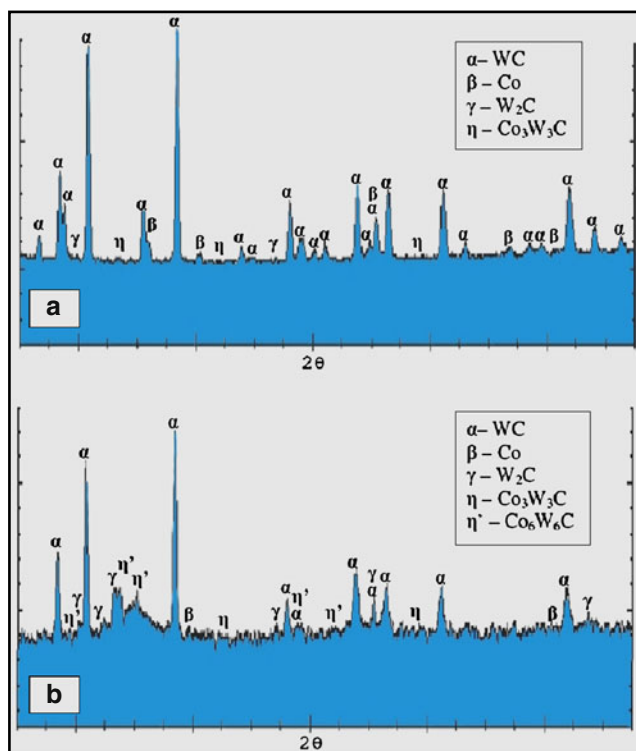 α
α
α– WC
β – Co
γ – W₂C
η – Co₃W₃C
α
α
α
β
α
α
α
α
α
β
α
γ
η
β
η
α
α
γ
α
α
α
α
η
α
β
α
α
β
α
α
a
2θ
α
α
α– WC
β – Co
γ – W₂C
η – Co₃W₃C
η’ – Co₆W₆C
α
γ
η’
γ
γ
η’
η’
β
η
γ
α
η’
α
η’
α
γ
α
α
η
α
β
α
γ
b
2θ